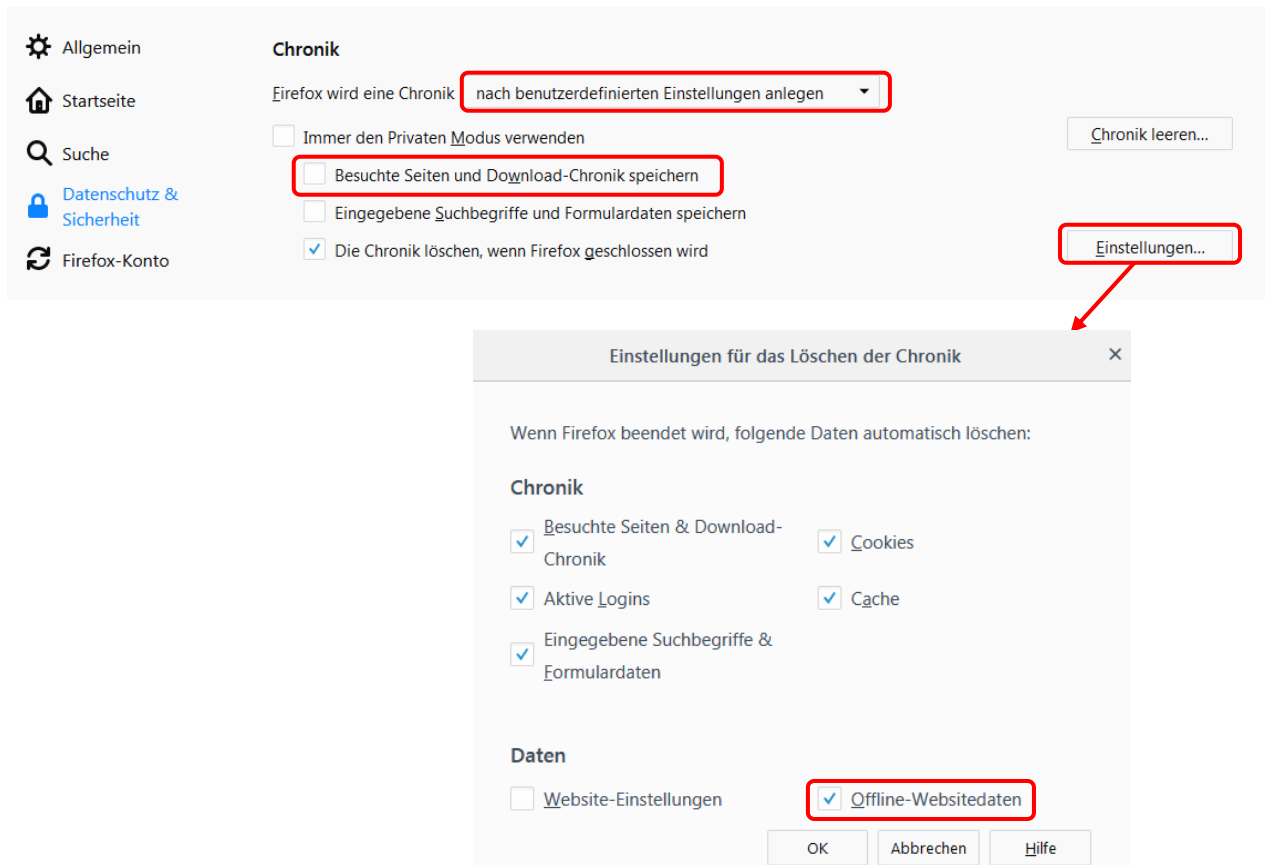 Allgemein
Startseite
Suche
Datenschutz &
Sicherheit
Firefox-Konto
Chronik
Firefox wird eine Chronik nach benutzerdefinierten Einstellungen anlegen
Immer den Privaten Modus verwenden
Chronik leeren...
Besuchte Seiten und Download-Chronik speichern
Eingegebene Suchbegriffe und Formulardaten speichern
Die Chronik löschen, wenn Firefox geschlossen wird
Einstellungen...
Einstellungen für das Löschen der Chronik
Wenn Firefox beendet wird, folgende Daten automatisch löschen:
Chronik
Besuchte Seiten & Download-
Chronik
Cookies
Aktive Logins
Cache
Eingegebene Suchbegriffe &
Formulardaten
Daten
Website-Einstellungen
Offline-Websitedaten
OK
Abbrechen
Hilfe